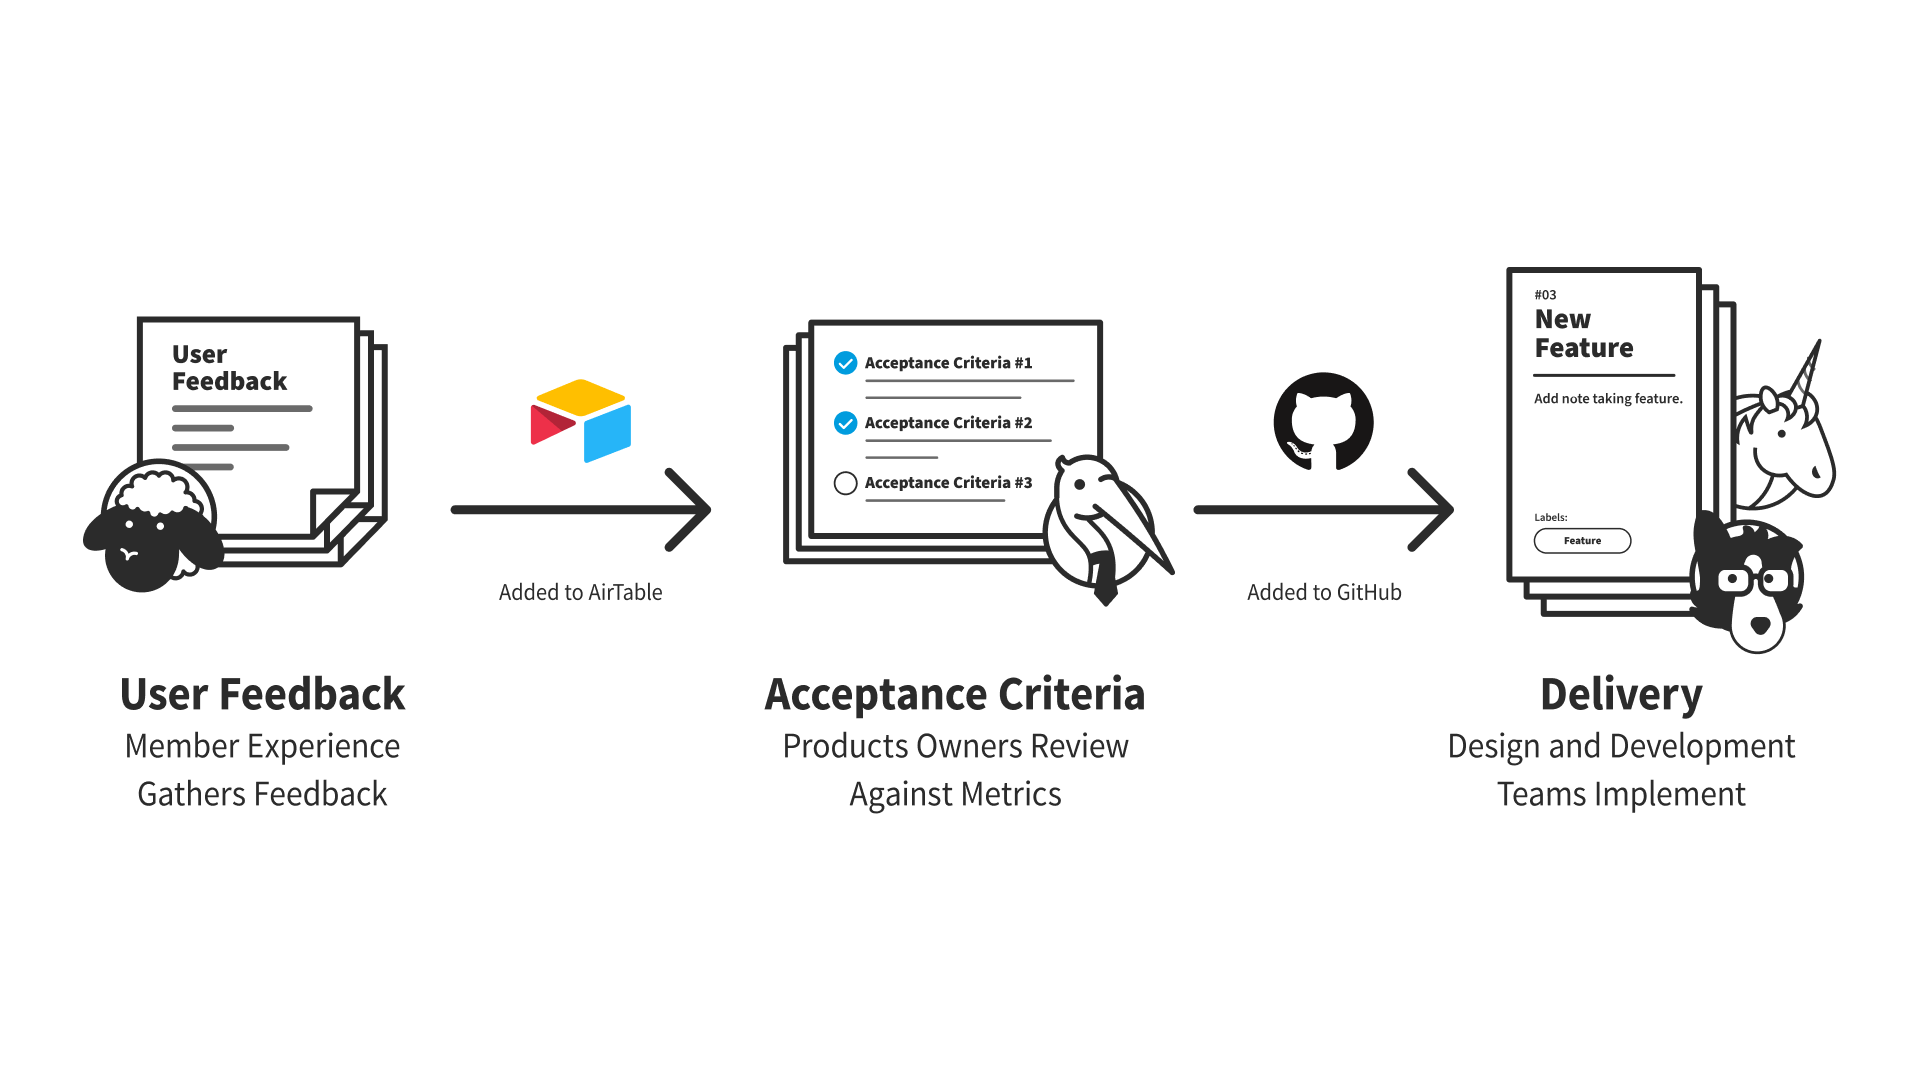 User
Feedback
Added to AirTable
Acceptance Criteria #1
Acceptance Criteria #2
Acceptance Criteria #3
Added to GitHub
#03
New
Feature
Add note taking feature.
Labels:
Feature
User Feedback
Member Experience
Gathers Feedback
Acceptance Criteria
Products Owners Review
Against Metrics
Delivery
Design and Development
Teams Implement